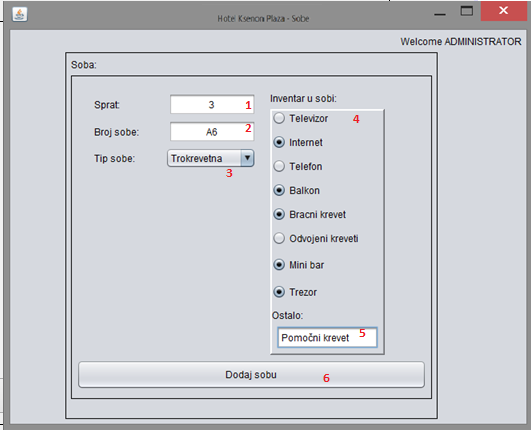 Hotel Ksenon Plaza - Sobe
Welcome ADMINISTRATOR
Soba:
Sprat: 3 1
Broj sobe: A6 2
Tip sobe: Trokrevetna
3
Inventar u sobi:
Televizor 4
Internet
Telefon
Balkon
Bracni krevet
Odvojeni kreveti
Mini bar
Trezor
Ostalo:
Pomoćni krevet 5
Dodaj sobu 6